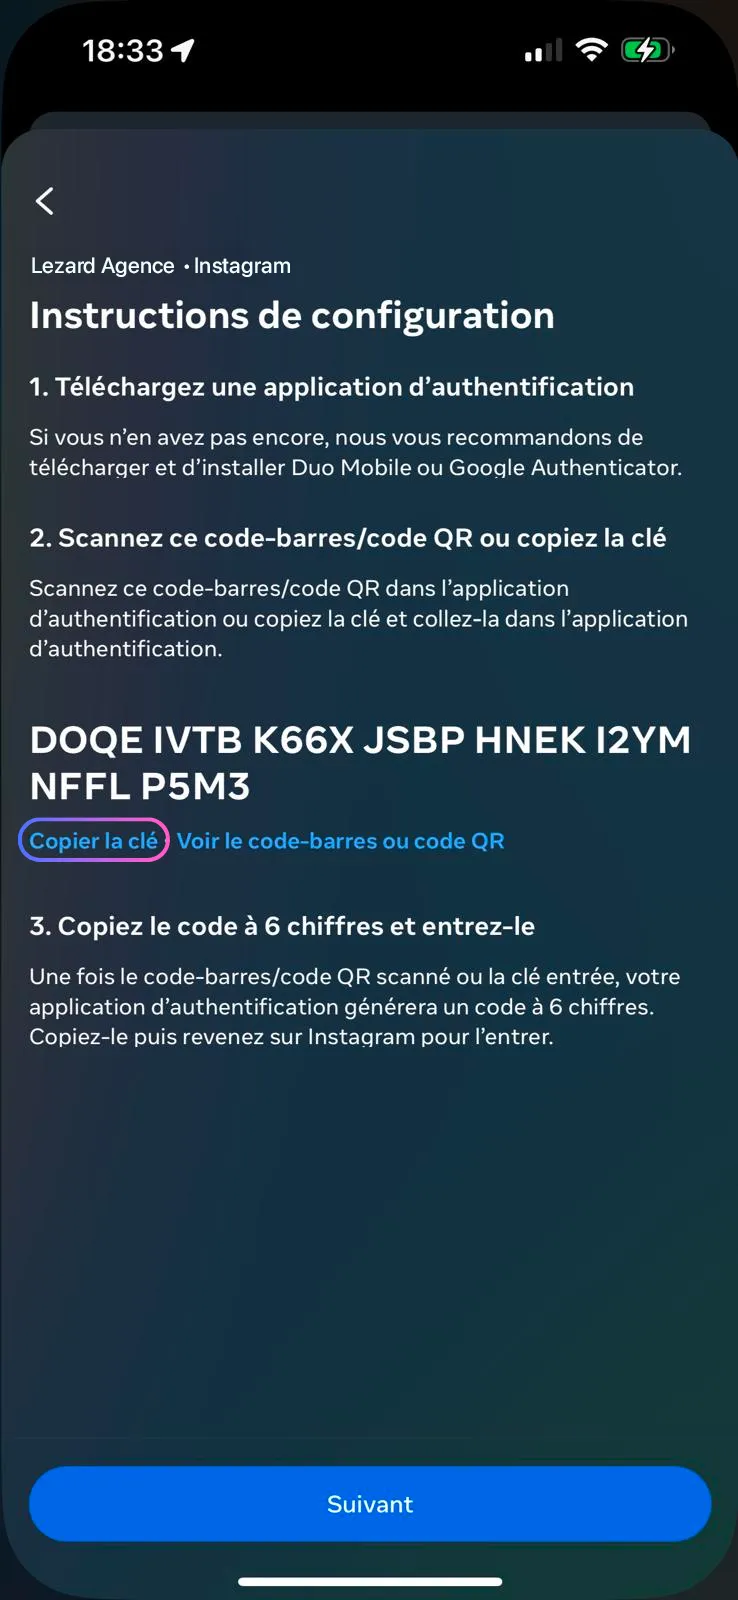 18:33
Lezard Agence • Instagram
Instructions de configuration
1. Téléchargez une application d’authentification
Si vous n’en avez pas encore, nous vous recommandons de
télécharger et d’installer Duo Mobile ou Google Authenticator.
2. Scannez ce code-barres/code QR ou copiez la clé
Scannez ce code-barres/code QR dans l’application
d’authentification ou copiez la clé et collez-la dans l’application
d’authentification.
DOQE IVTB K66X JSBP HNEK I2YM
NFFL P5M3
Copier la clé · Voir le code-barres ou code QR
3. Copiez le code à 6 chiffres et entrez-le
Une fois le code-barres/code QR scanné ou la clé entrée, votre
application d’authentification générera un code à 6 chiffres.
Copiez-le puis revenez sur Instagram pour l’entrer.
Suivant